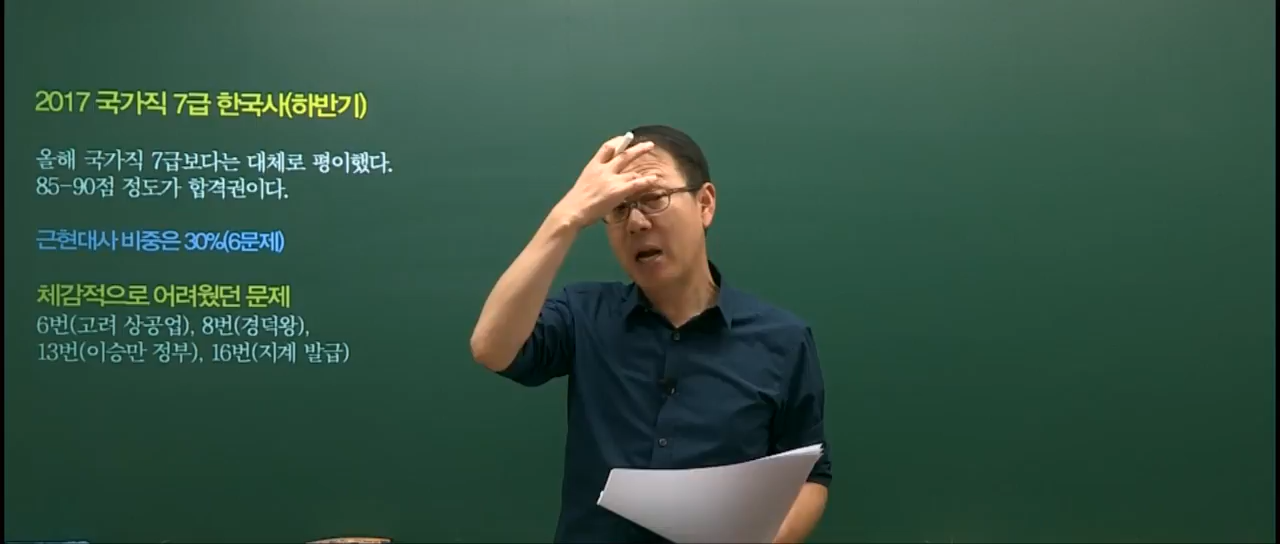 2017 국가직 7급 한국사(하반기)
올해 국가직 7급보다는 대체로 평이했다.
85-90점 정도가 합격권이다.
근현대사 비중은 30%(6문제)
체감적으로 어려웠던 문제
6번(고려 상공업), 8번(경덕왕),
13번(이승만 정부), 16번(지계 발급)